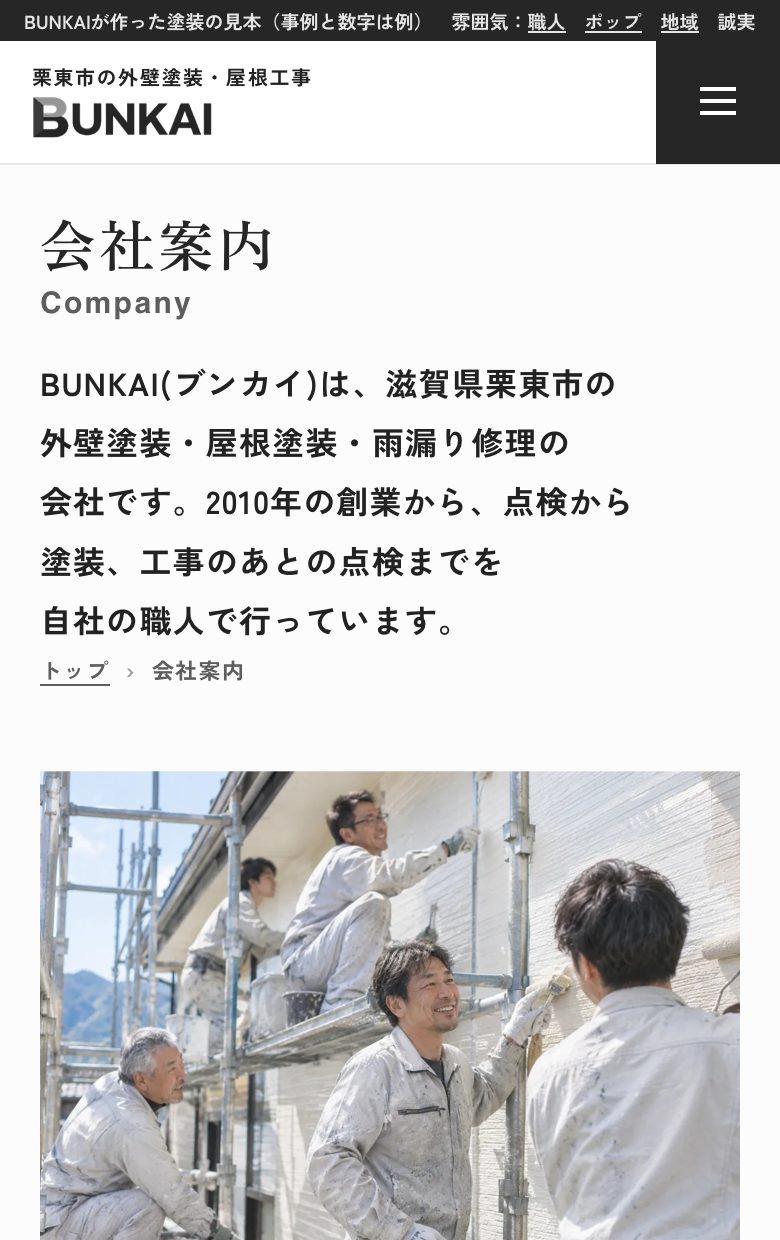 BUNKAIが作った塗装の見本（事例と数字は例） 雰囲気：職人 ポップ 地域 誠実
栗東市の外壁塗装・屋根工事
BUNKAI
会社案内
Company
BUNKAI(ブンカイ)は、滋賀県栗東市の
外壁塗装・屋根塗装・雨漏り修理の
会社です。2010年の創業から、点検から
塗装、工事のあとの点検までを
自社の職人で行っています。
トップ › 会社案内